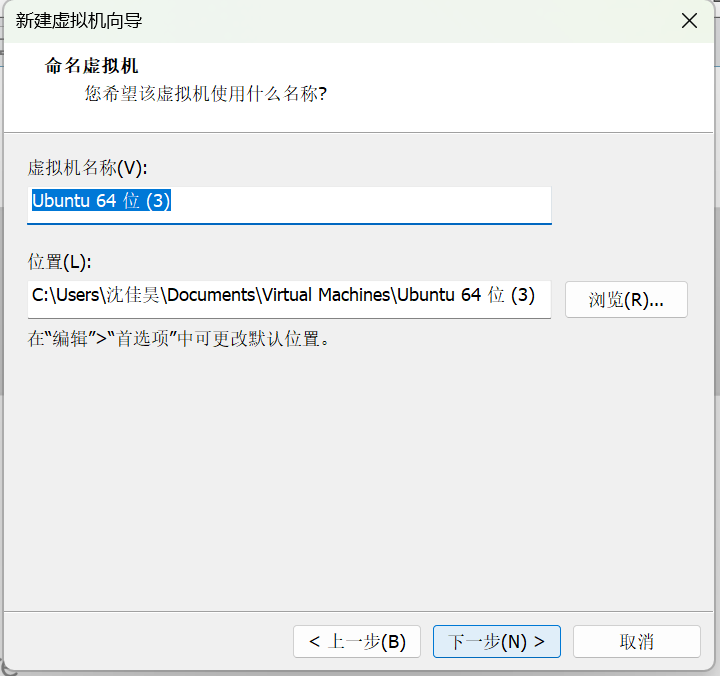 新建虚拟机向导
命名虚拟机
您希望该虚拟机使用什么名称?
虚拟机名称(V):
Ubuntu 64 位 (3)
位置(L):
C:\Users\沈佳昊\Documents\Virtual Machines\Ubuntu 64 位 (3)
浏览(R)...
在“编辑”>“首选项”中可更改默认位置。
< 上一步(B)
下一步(N) >
取消